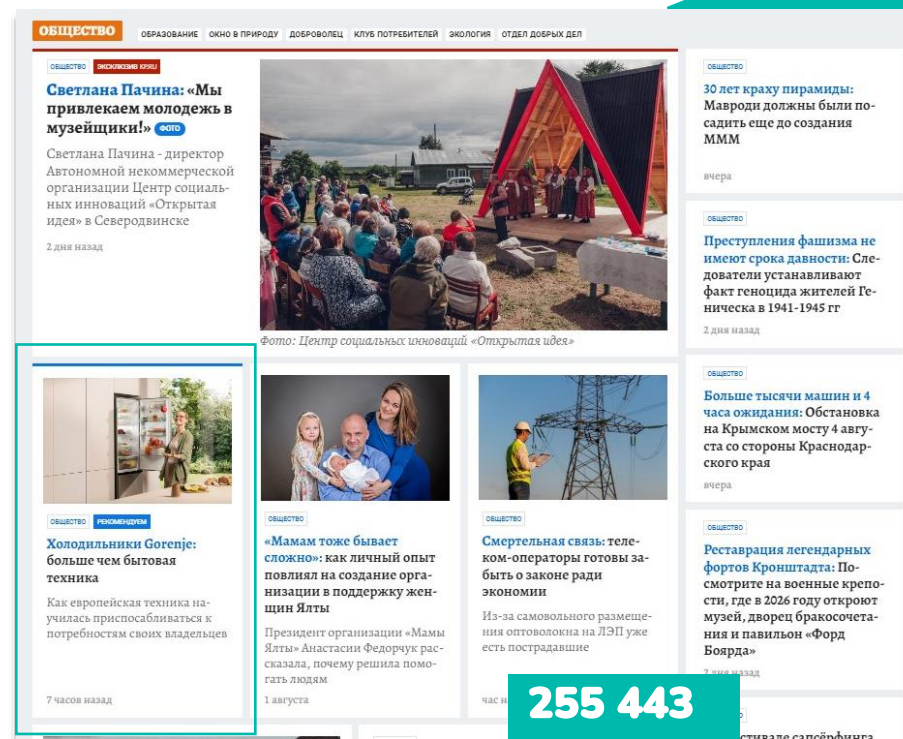 ОБЩЕСТВО
ОБРАЗОВАНИЕ ОКНО В ПРИРОДУ ДОБРОВОЛЕЦ КЛУБ ПОТРЕБИТЕЛЕЙ ЭКОЛОГИЯ ОТДЕЛ ДОБРЫХ ДЕЛ
ОБЩЕСТВО ЭКСКЛЮЗИВ KP.RU
Светлана Пачина: «Мы
привлекаем молодежь в
музейщики!» ФОТО
Светлана Пачина - директор
Автономной некоммерческой
организации Центр социаль-
ных инноваций «Открытая
идея» в Северодвинске
2 дня назад
Фото: Центр социальных инноваций «Открытая идея»
ОБЩЕСТВО
30 лет краху пирамиды:
Мавроди должны были по-
садить еще до создания
МММ
вчера
ОБЩЕСТВО
Преступления фашизма не
имеют срока давности: Сле-
дователи устанавливают
факт геноцида жителей Ге-
ническа в 1941-1945 гг
2 дня назад
ОБЩЕСТВО
Больше тысячи машин и 4
часа ожидания: Обстановка
на Крымском мосту 4 авгу-
ста со стороны Краснодар-
ского края
вчера
ОБЩЕСТВО
Реставрация легендарных
фортов Кронштадта: По-
смотрите на военные крепо-
сти, где в 2026 году откроют
музей, дворец бракосочета-
ния и павильон «Форд
Боярда»
2 дня назад
ОБЩЕСТВО РЕКОМЕНДУЕМ
Холодильники Gorenje:
больше чем бытовая
техника
Как европейская техника на-
училась приспосабливаться к
потребностям своих владельцев
7 часов назад
ОБЩЕСТВО
«Мамам тоже бывает
сложно»: как личный опыт
повлиял на создание орга-
низации в поддержку жен-
щин Ялты
Президент организации «Мамы
Ялты» Анастасии Федорчук рас-
сказала, почему решила помо-
гать людям
1 августа
ОБЩЕСТВО
Смертельная связь: теле-
ком-операторы готовы за-
быть о законе ради
экономии
Из-за самовольного размеще-
ния оптоволокна на ЛЭП уже
есть пострадавшие
час
255 443
сапсёрфинга